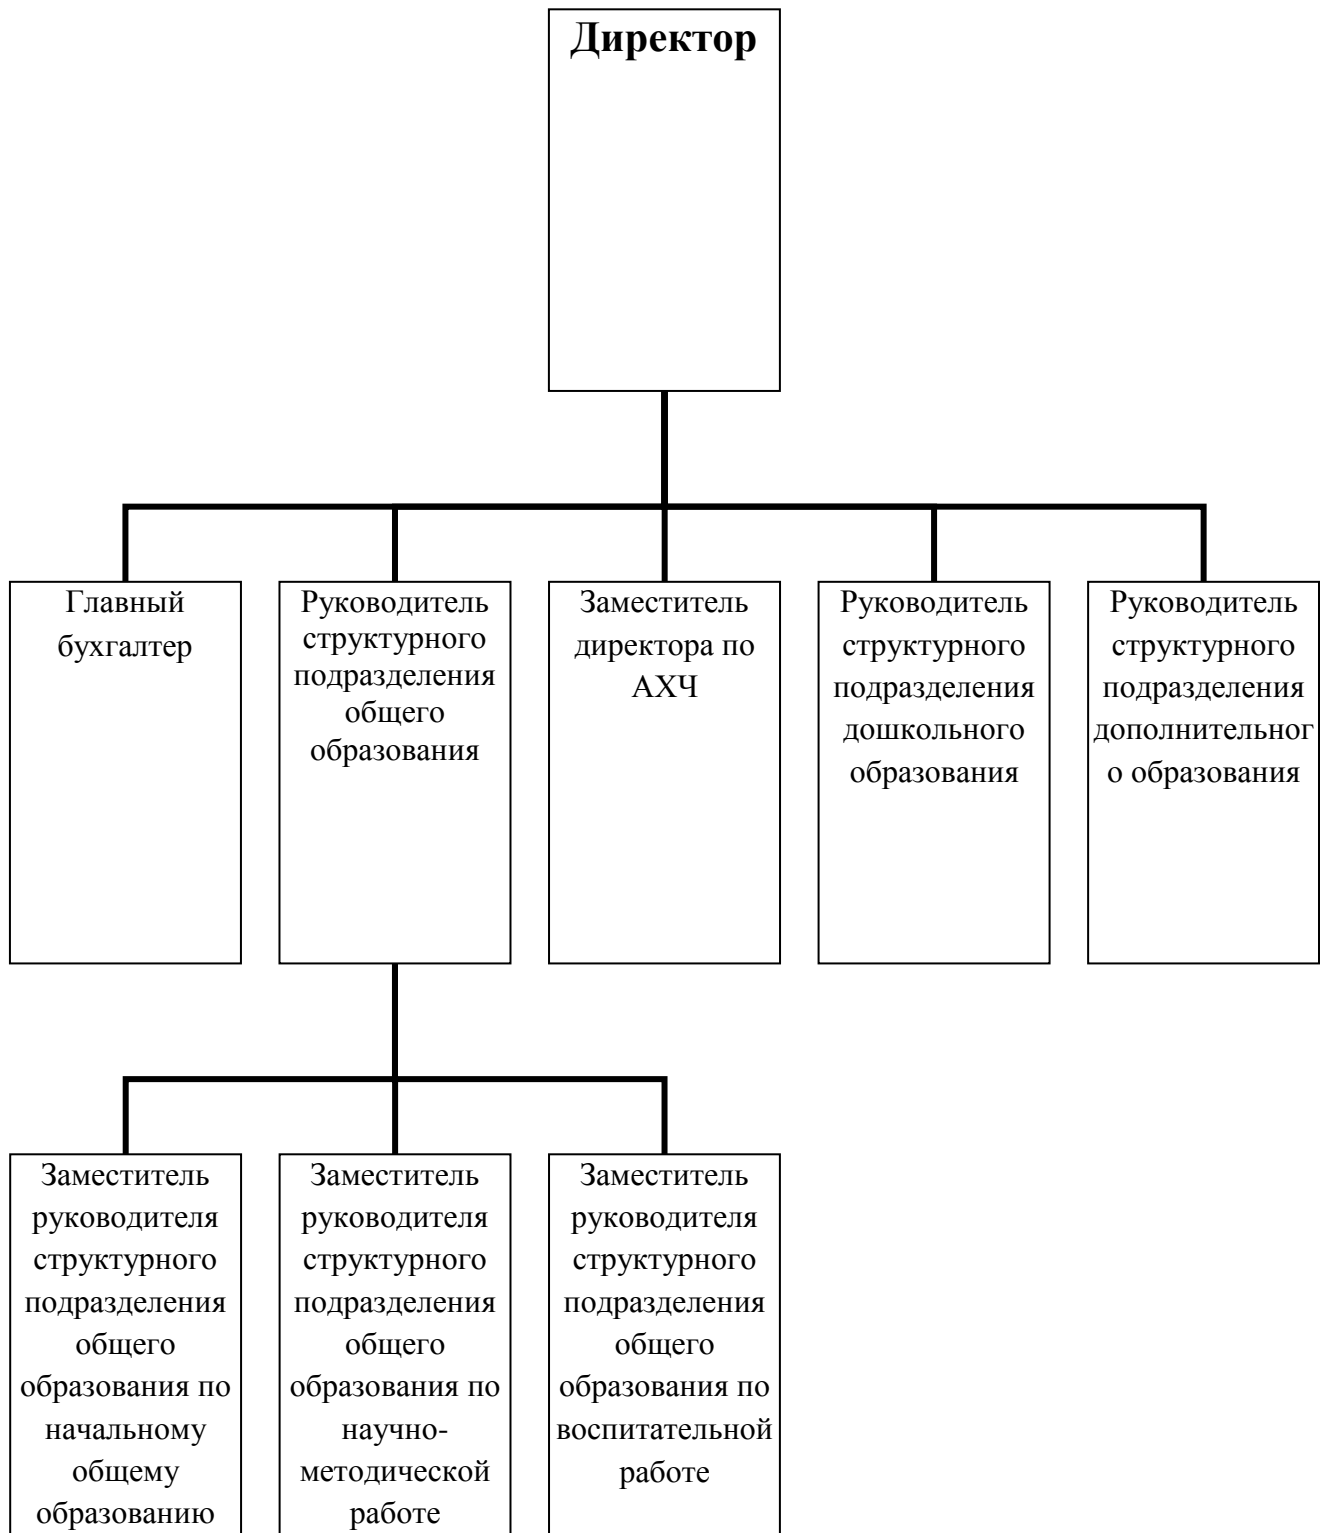 Директор
Главный
бухгалтер
Руководитель
структурного
подразделения
общего
образования
Заместитель
директора по
АХЧ
Руководитель
структурного
подразделения
дошкольного
образования
Руководитель
структурного
подразделения
дополнительног
о образования
Заместитель
руководителя
структурного
подразделения
общего
образования по
начальному
общему
образованию
Заместитель
руководителя
структурного
подразделения
общего
образования по
научно-
методической
работе
Заместитель
руководителя
структурного
подразделения
общего
образования по
воспитательной
работе